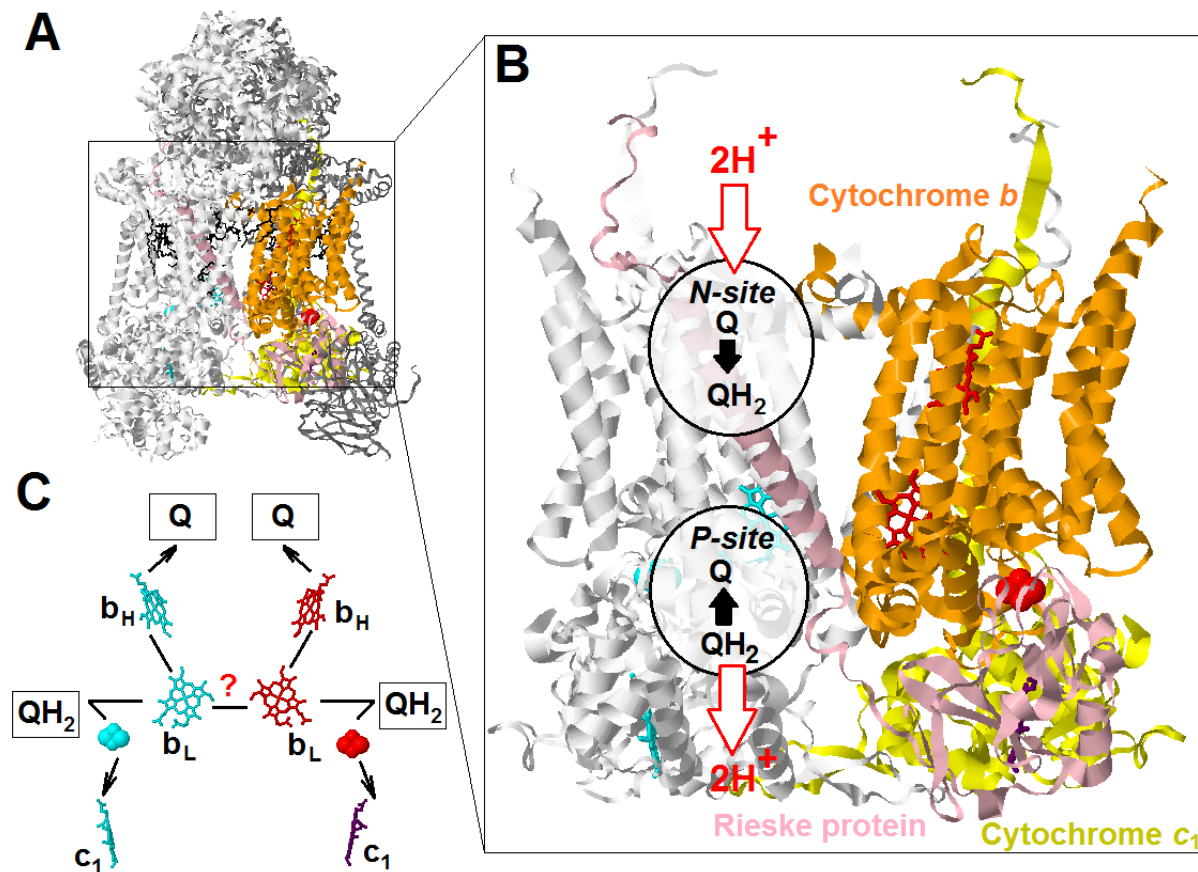 A
B
2H+
Cytochrome b
N-site
Q
QH2
P-site
Q
QH2
2H+
Rieske protein
Cytochrome c1
C
Q Q
bH bH
?
QH2 QH2
bL bL
c1 c1